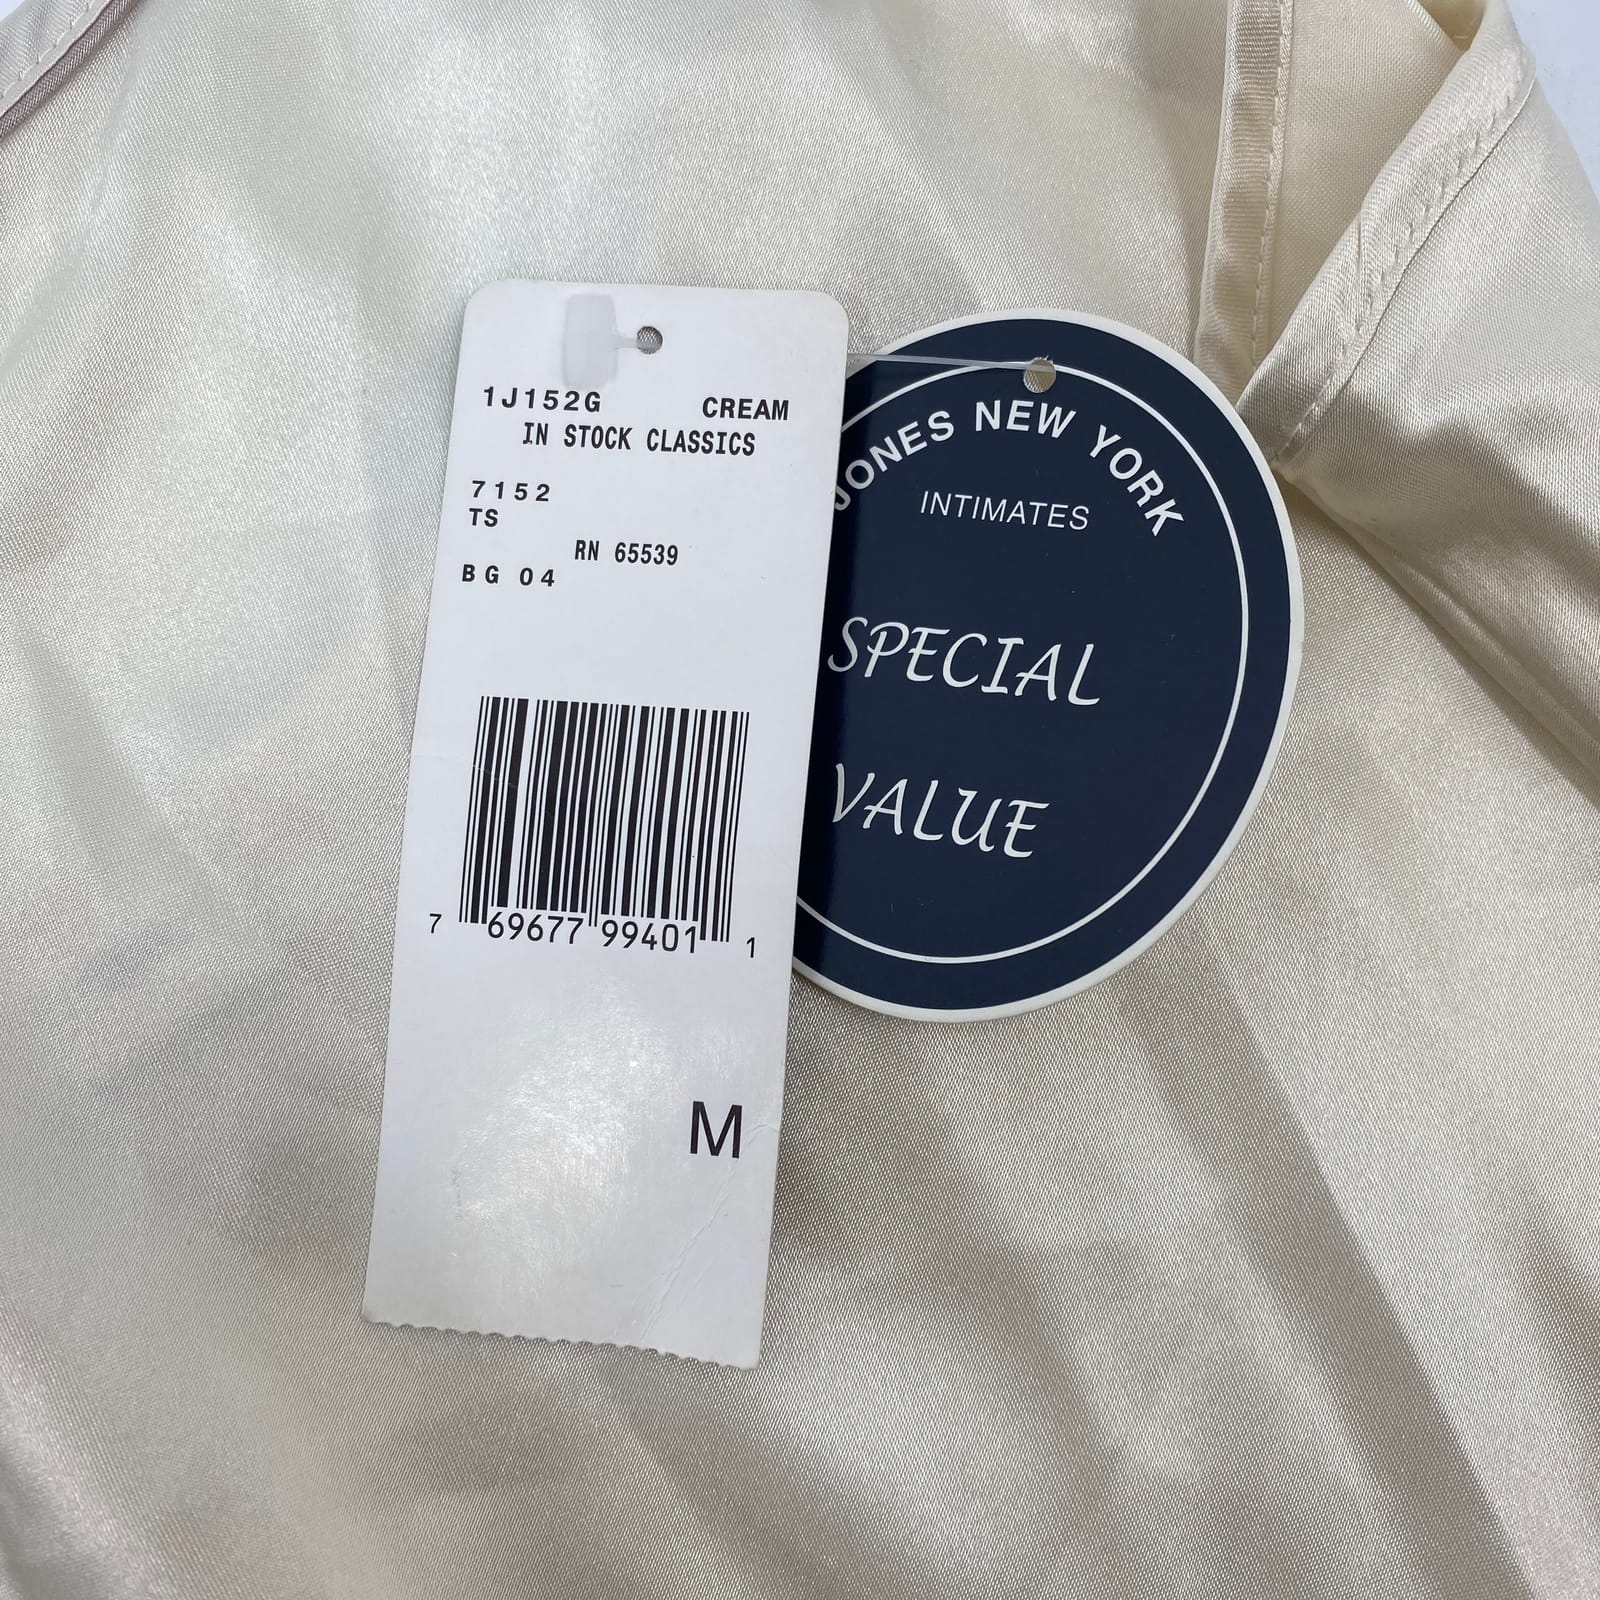 1J152G CREAM
IN STOCK CLASSICS
7152
TS
RN 65539
BG 04
7 69677 99401 1
M
JONES NEW YORK
INTIMATES
SPECIAL
VALUE